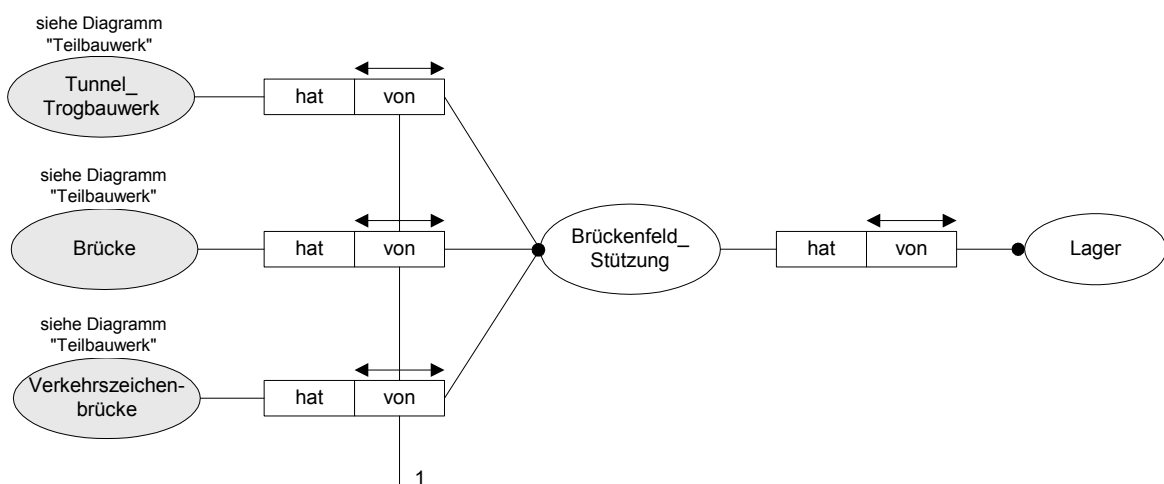 siehe Diagramm
"Teilbauwerk"
Tunnel_
Trogbauwerk
hat
von
siehe Diagramm
"Teilbauwerk"
Brücke
hat
von
Brückenfeld_
Stützung
hat
von
Lager
siehe Diagramm
"Teilbauwerk"
Verkehrszeichen-
brücke
hat
von
1